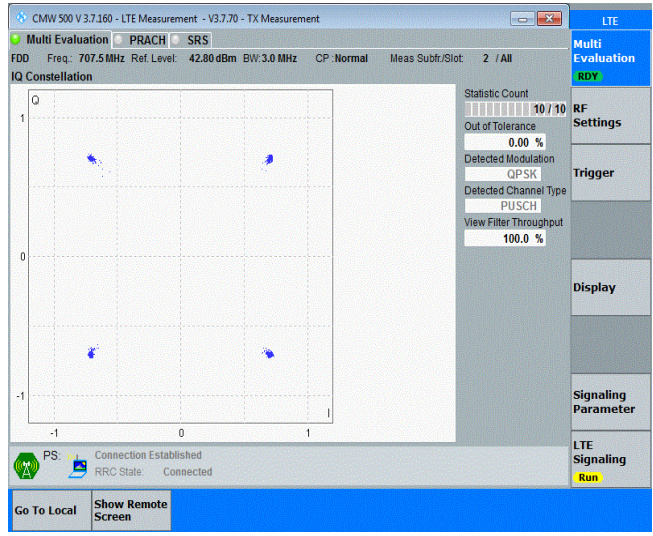 CMW 500 V 3.7.160 - LTE Measurement - V3.7.70 - TX Measurement
LTE
Multi Evaluation PRACH SRS
FDD Freq.: 707.5 MHz Ref. Level: 42.80 dBm BW: 3.0 MHz CP : Normal Meas Subfr./Slot: 2 / All
IQ Constellation
Q
1
0
-1
I
-1 0 1
Statistic Count
10 / 10
Out of Tolerance
0.00 %
Detected Modulation
QPSK
Detected Channel Type
PUSCH
View Filter Throughput
100.0 %
PS: Connection Established
RRC State: Connected
Multi
Evaluation
RDY
RF
Settings
Trigger
Display
Signaling
Parameter
LTE
Signaling
Run
Go To Local
Show Remote
Screen